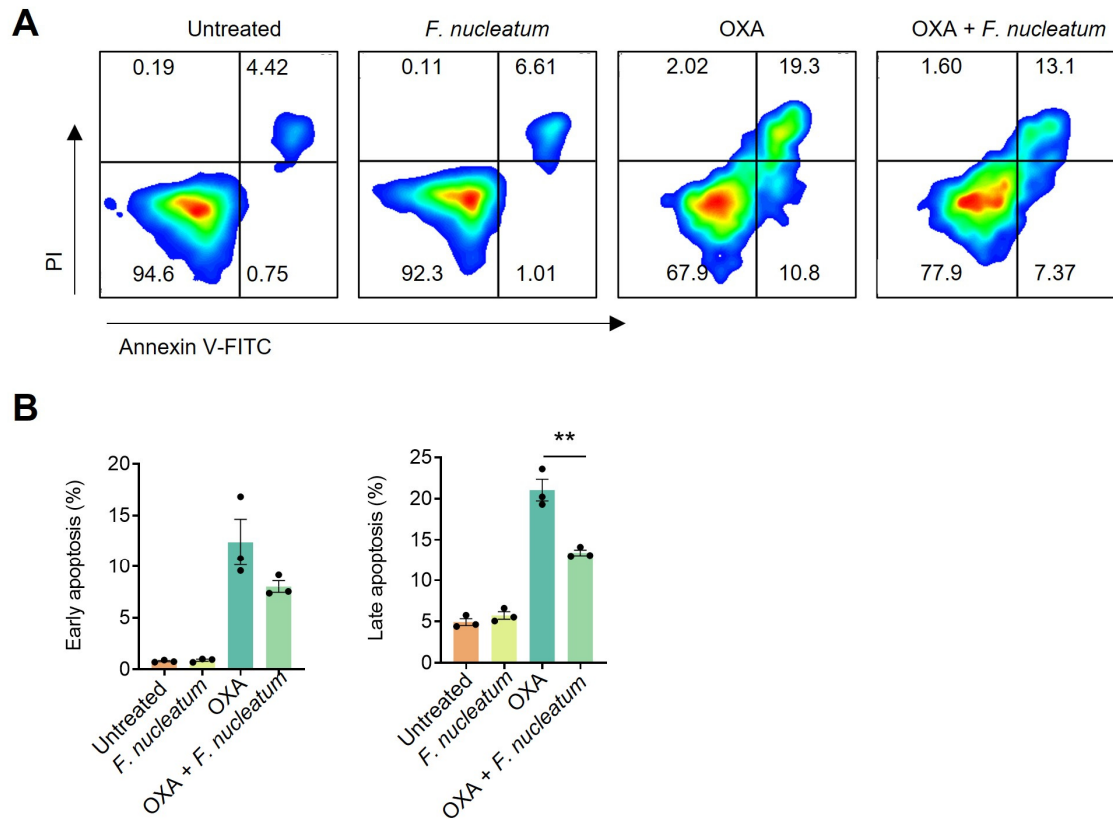 A
Untreated
F. nucleatum
OXA
OXA + F. nucleatum
0.19 4.42
0.11 6.61
2.02 19.3
1.60 13.1
PI
94.6 0.75
92.3 1.01
67.9 10.8
77.9 7.37
Annexin V-FITC
B
Early apoptosis (%)
20
15
10
5
0
Untreated
F. nucleatum
OXA
OXA + F. nucleatum
Late apoptosis (%)
25
20
15
10
5
0
**
Untreated
F. nucleatum
OXA
OXA + F. nucleatum